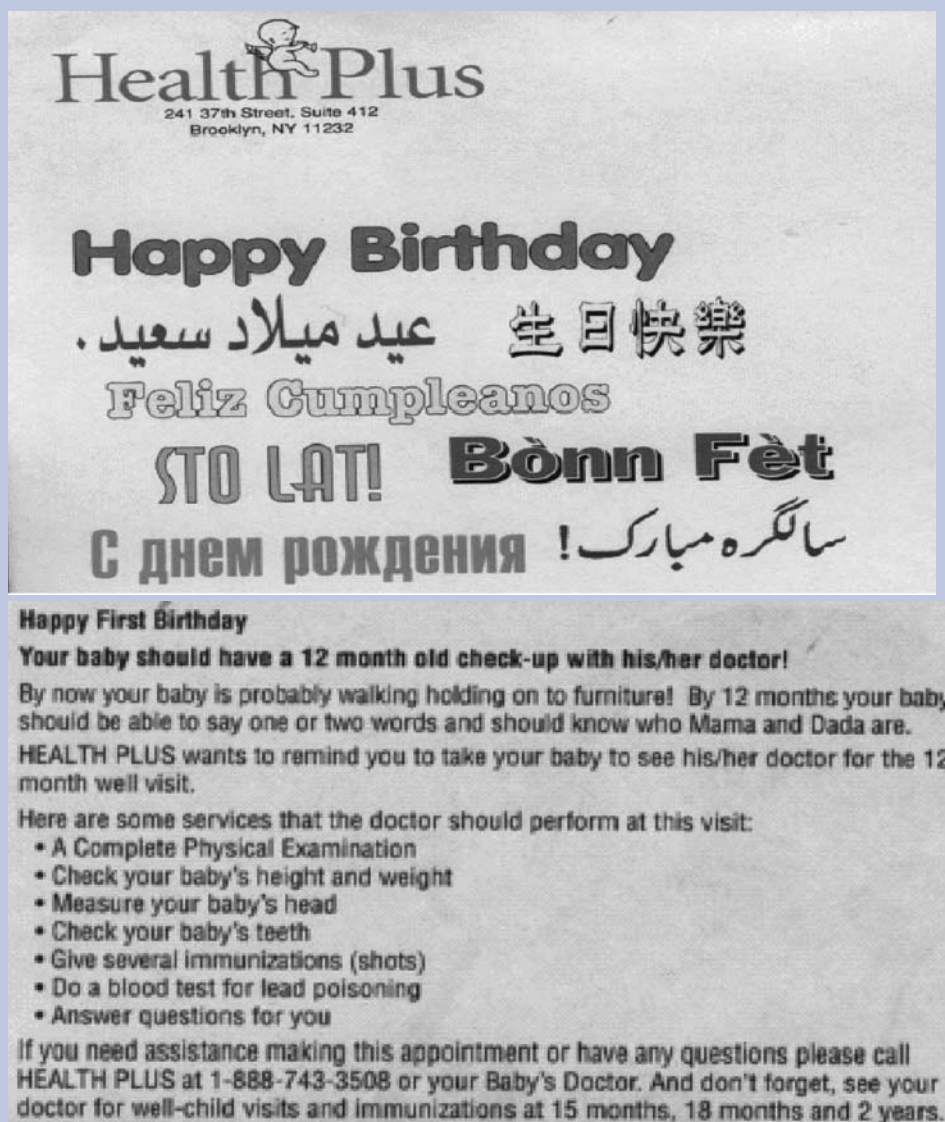 Health Plus
241 37th Street, Suite 412
Brooklyn, NY 11232
Happy Birthday
عيد ميلاد سعيد. 生日快樂
Feliz Cumpleanos
STO LAT! Bònn Fèt
С днем рождения سالگره مبارک!
Happy First Birthday
Your baby should have a 12 month old check-up with his/her doctor!
By now your baby is probably walking holding on to furniture! By 12 months your baby
should be able to say one or two words and should know who Mama and Dada are.
HEALTH PLUS wants to remind you to take your baby to see his/her doctor for the 12
month well visit.
Here are some services that the doctor should perform at this visit:
• A Complete Physical Examination
• Check your baby's height and weight
• Measure your baby's head
• Check your baby's teeth
• Give several immunizations (shots)
• Do a blood test for lead poisoning
• Answer questions for you
If you need assistance making this appointment or have any questions please call
HEALTH PLUS at 1-888-743-3508 or your Baby's Doctor. And don't forget, see your
doctor for well-child visits and immunizations at 15 months, 18 months and 2 years.